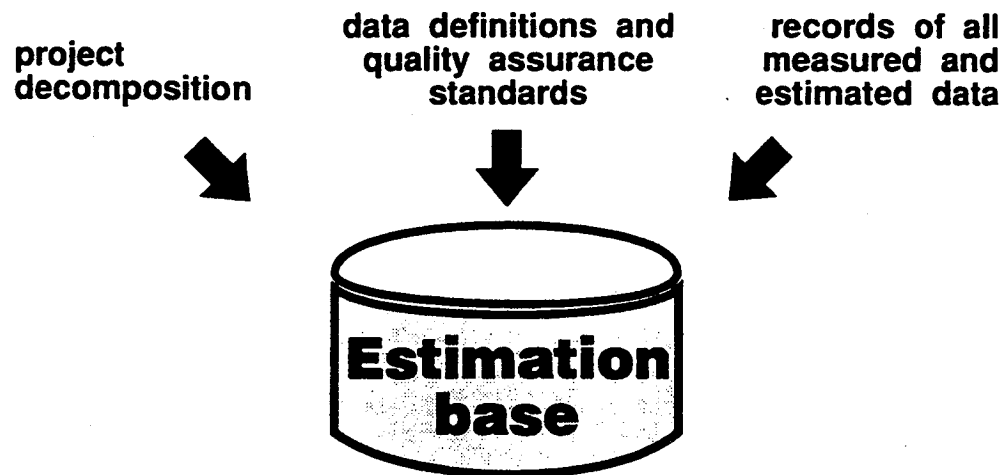 project
decomposition
data definitions and
quality assurance
standards
records of all
measured and
estimated data
Estimation
base